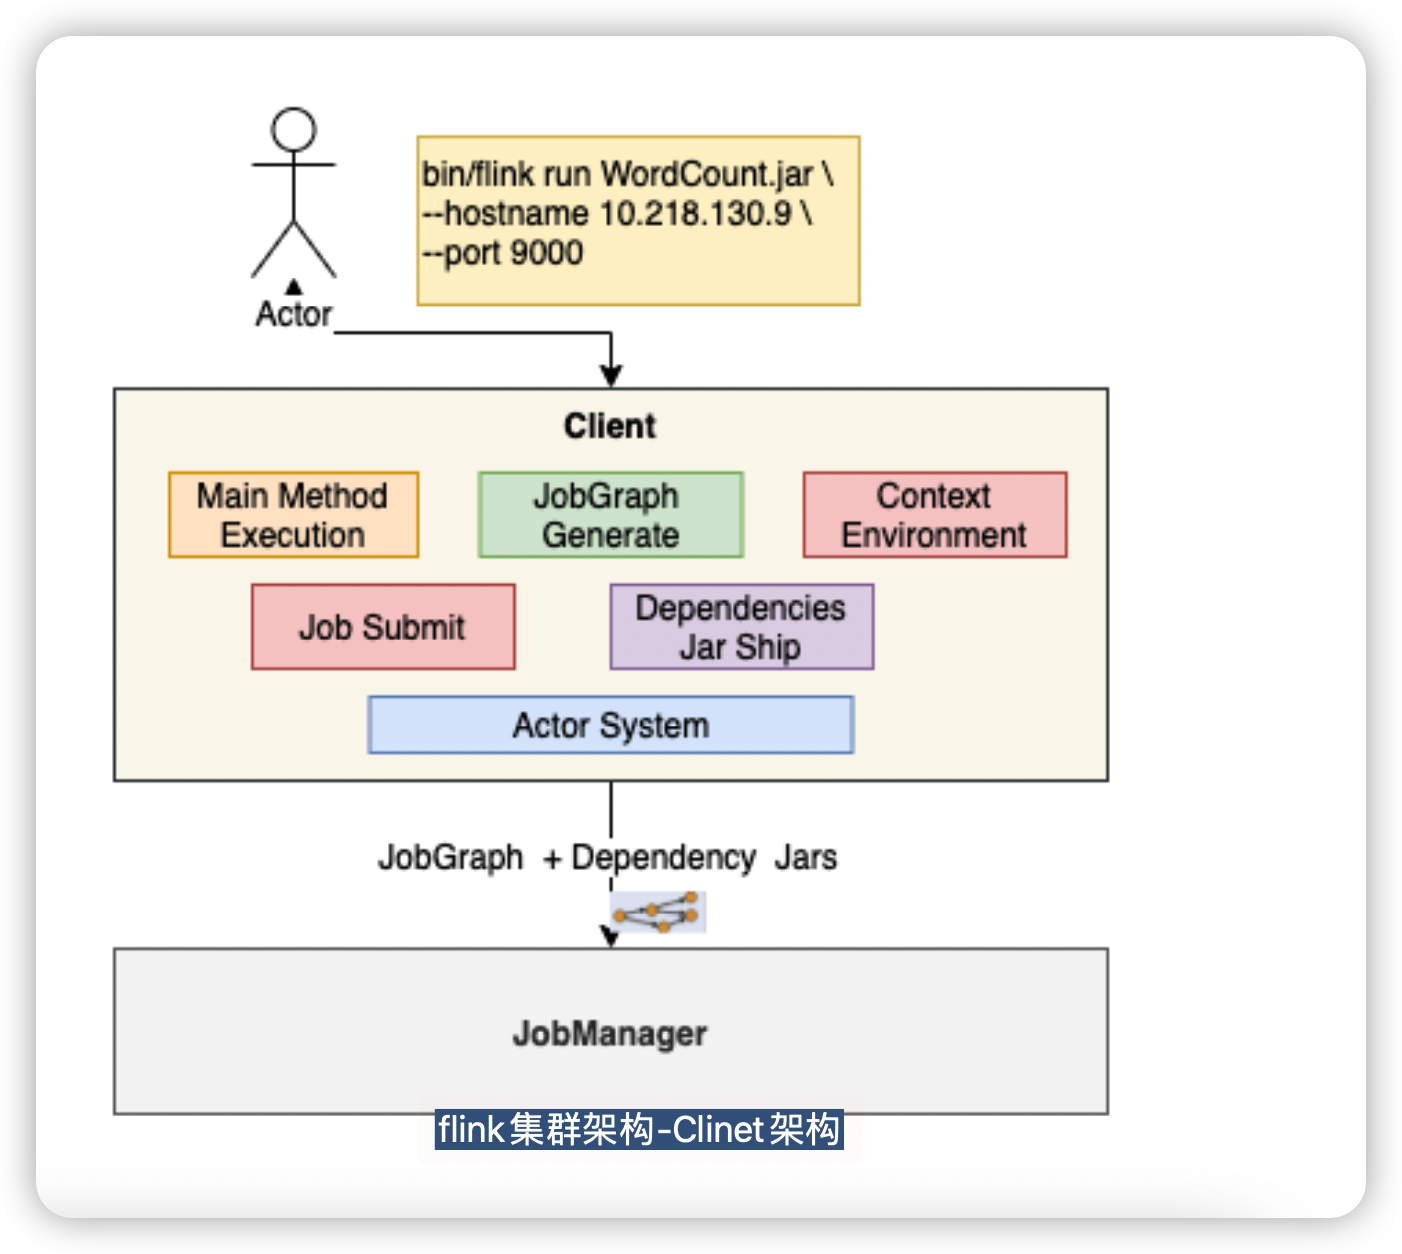 bin/flink run WordCount.jar \
--hostname 10.218.130.9 \
--port 9000
Actor
Client
Main Method
Execution
JobGraph
Generate
Context
Environment
Job Submit
Dependencies
Jar Ship
Actor System
JobGraph + Dependency Jars
JobManager
flink集群架构-Clinet架构